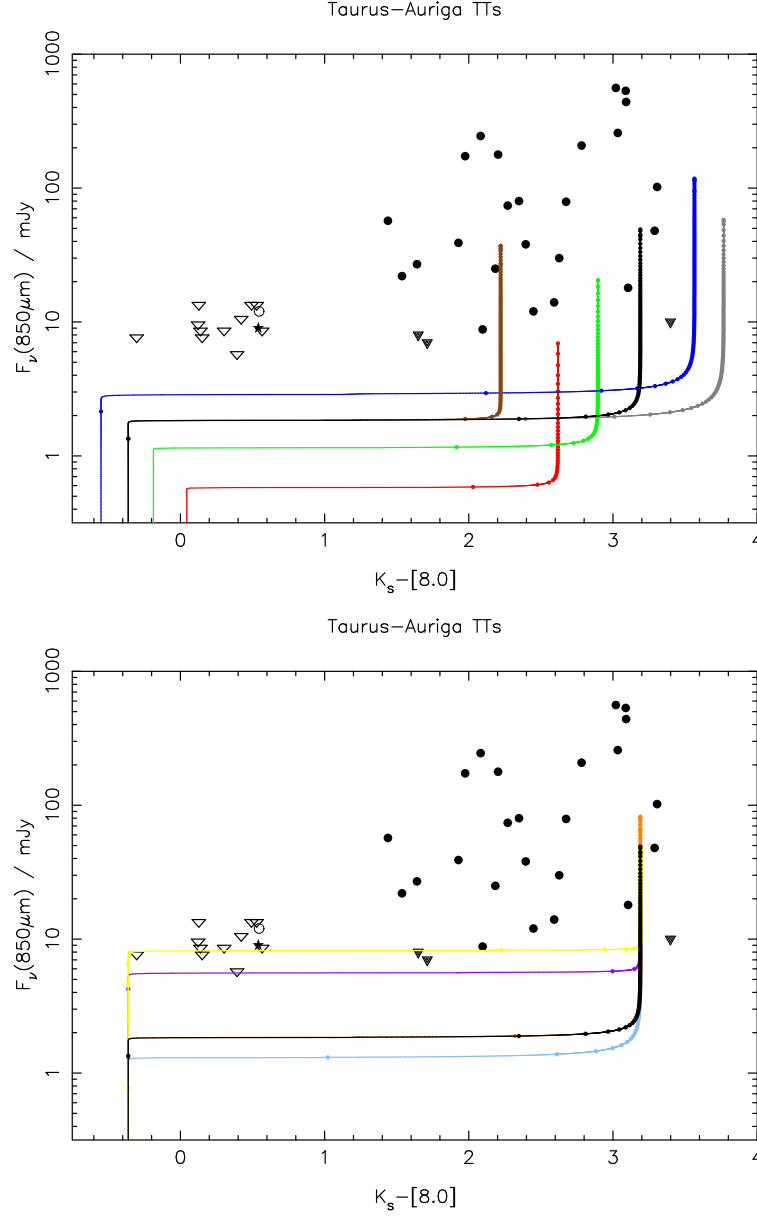 Taurus-Auriga TTs
1000
100
10
1
F_ν(850μm) / mJy
0 1 2 3 4
K_s-[8.0]
Taurus-Auriga TTs
1000
100
10
1
F_ν(850μm) / mJy
0 1 2 3 4
K_s-[8.0]